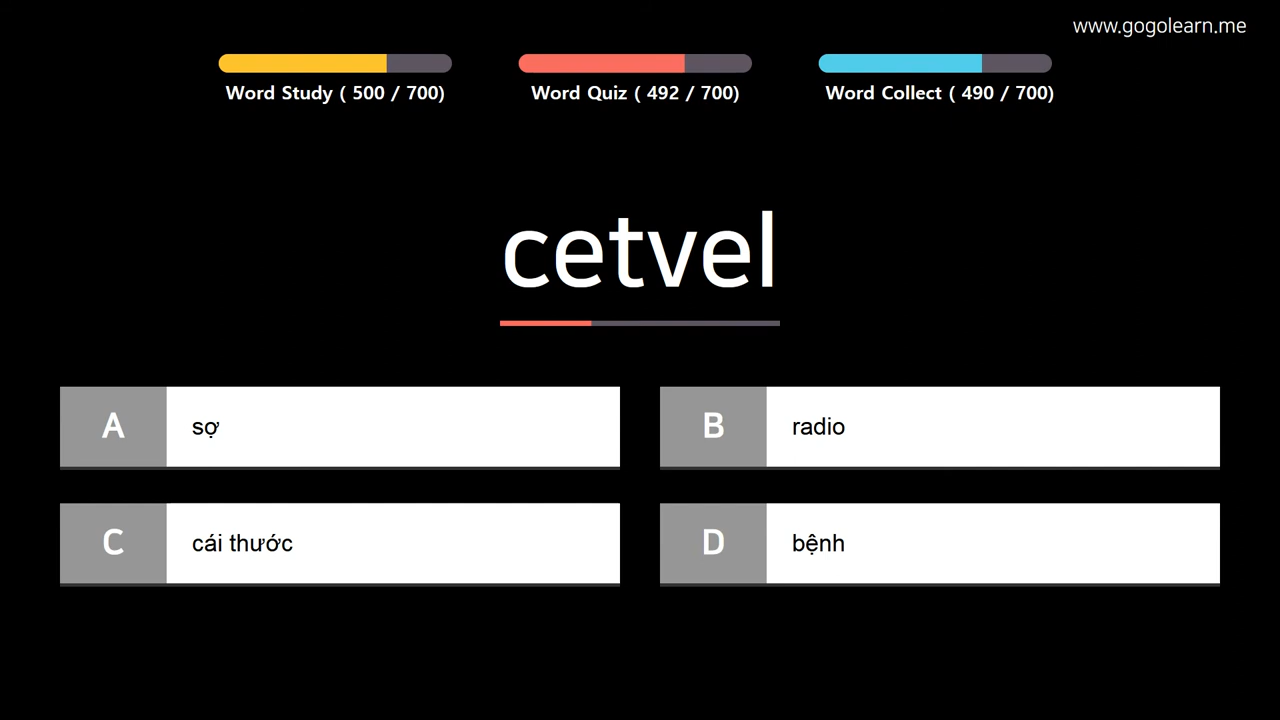 www.gogolearn.me
Word Study ( 500 / 700)
Word Quiz ( 492 / 700)
Word Collect ( 490 / 700)
cetvel
A
sợ
B
radio
C
cái thước
D
bệnh